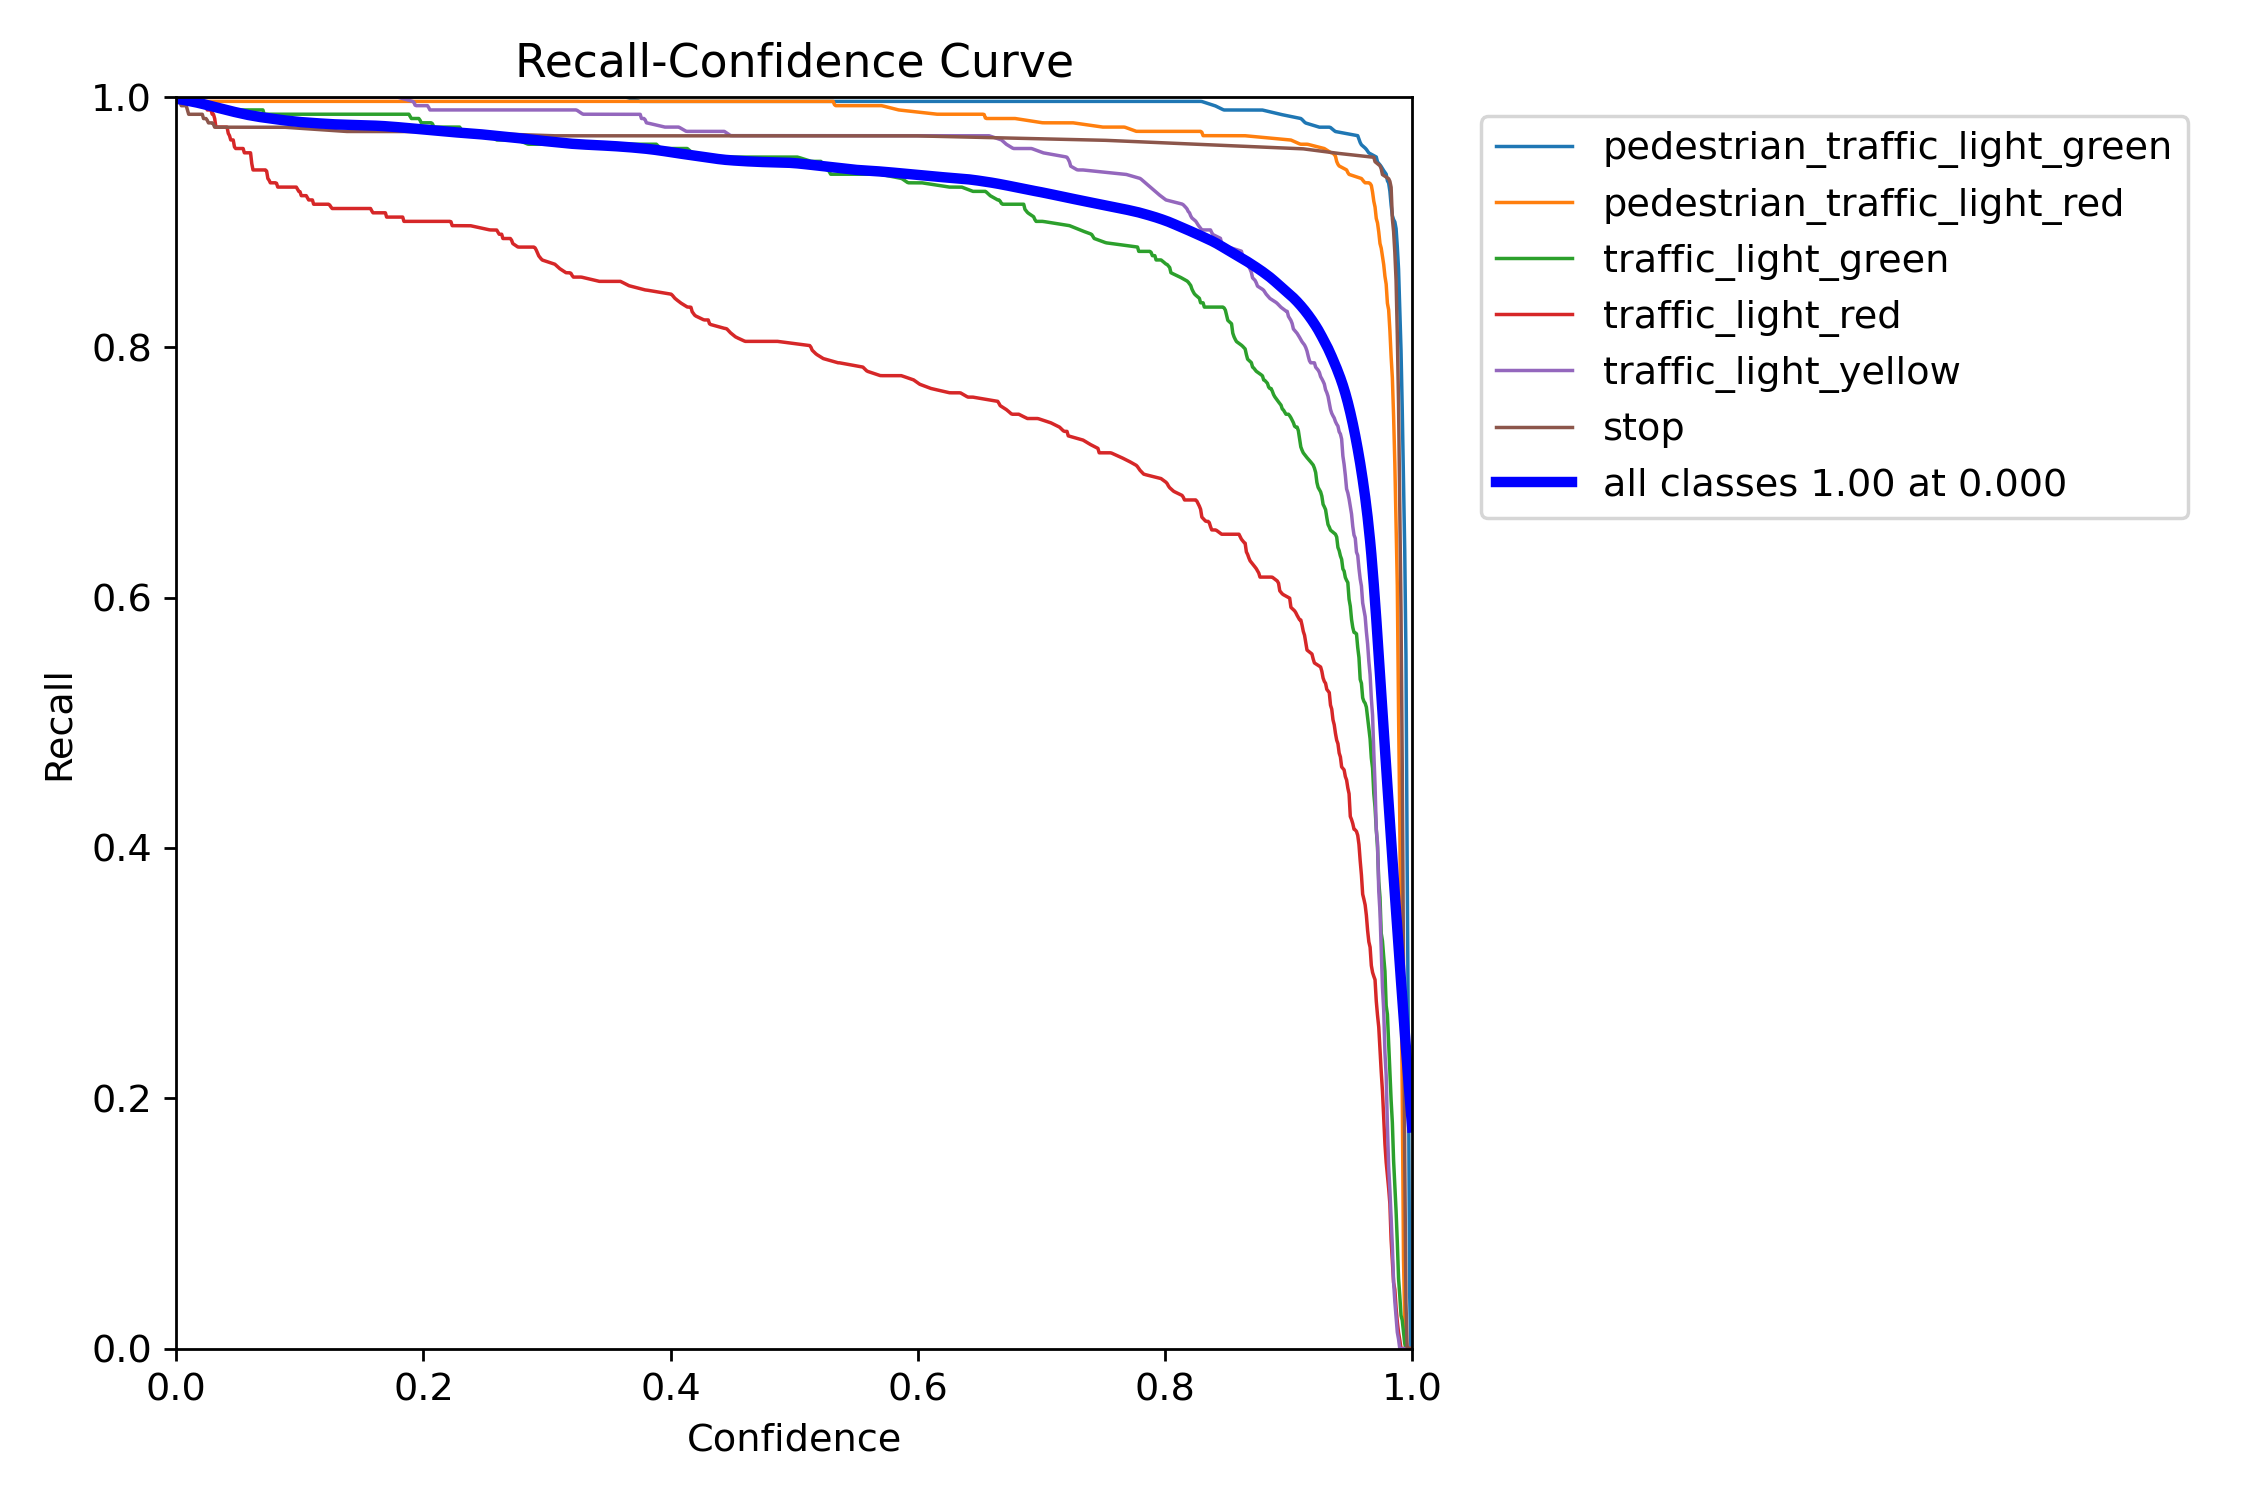 Recall-Confidence Curve
1.0
0.8
0.6
0.4
0.2
0.0
Recall
0.0 0.2 0.4 0.6 0.8 1.0
Confidence
pedestrian_traffic_light_green
pedestrian_traffic_light_red
traffic_light_green
traffic_light_red
traffic_light_yellow
stop
all classes 1.00 at 0.000